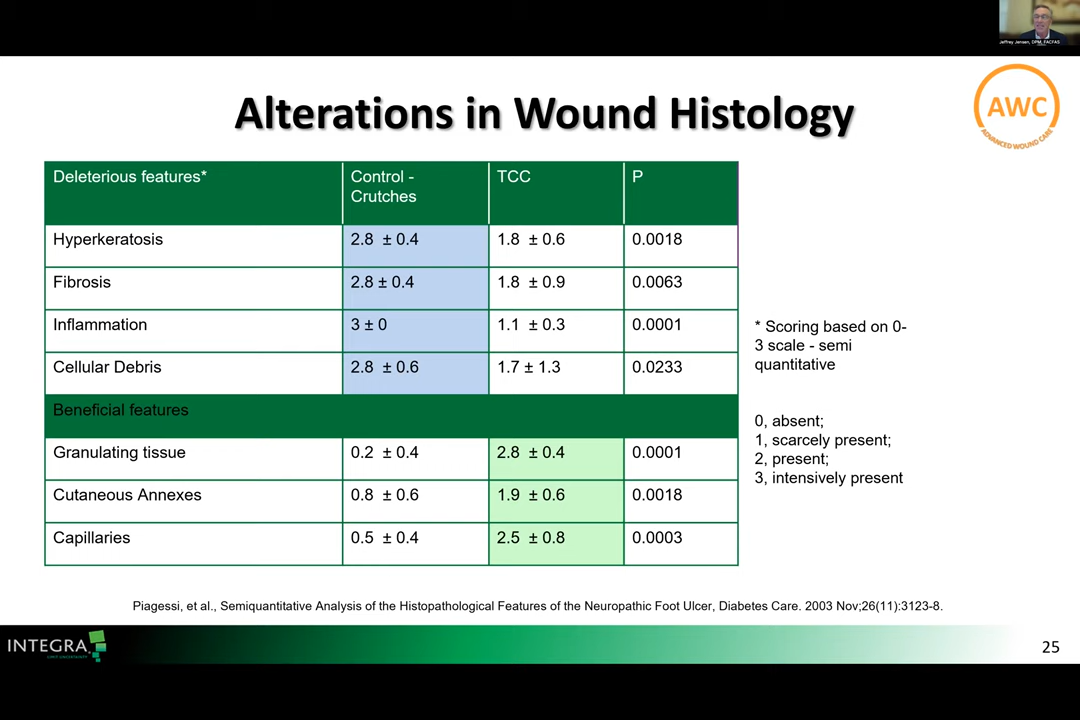 Jeffrey Jensen, DPM, FACFAS
Alterations in Wound Histology
AWC
ADVANCED WOUND CARE
Deleterious features* Control - Crutches TCC P
Hyperkeratosis 2.8 ± 0.4 1.8 ± 0.6 0.0018
Fibrosis 2.8 ± 0.4 1.8 ± 0.9 0.0063
Inflammation 3 ± 0 1.1 ± 0.3 0.0001
Cellular Debris 2.8 ± 0.6 1.7 ± 1.3 0.0233
Beneficial features
Granulating tissue 0.2 ± 0.4 2.8 ± 0.4 0.0001
Cutaneous Annexes 0.8 ± 0.6 1.9 ± 0.6 0.0018
Capillaries 0.5 ± 0.4 2.5 ± 0.8 0.0003
* Scoring based on 0-
3 scale - semi
quantitative
0, absent;
1, scarcely present;
2, present;
3, intensively present
Piagessi, et al., Semiquantitative Analysis of the Histopathological Features of the Neuropathic Foot Ulcer, Diabetes Care. 2003 Nov;26(11):3123-8.
INTEGRA
LIMIT UNCERTAINTY
25